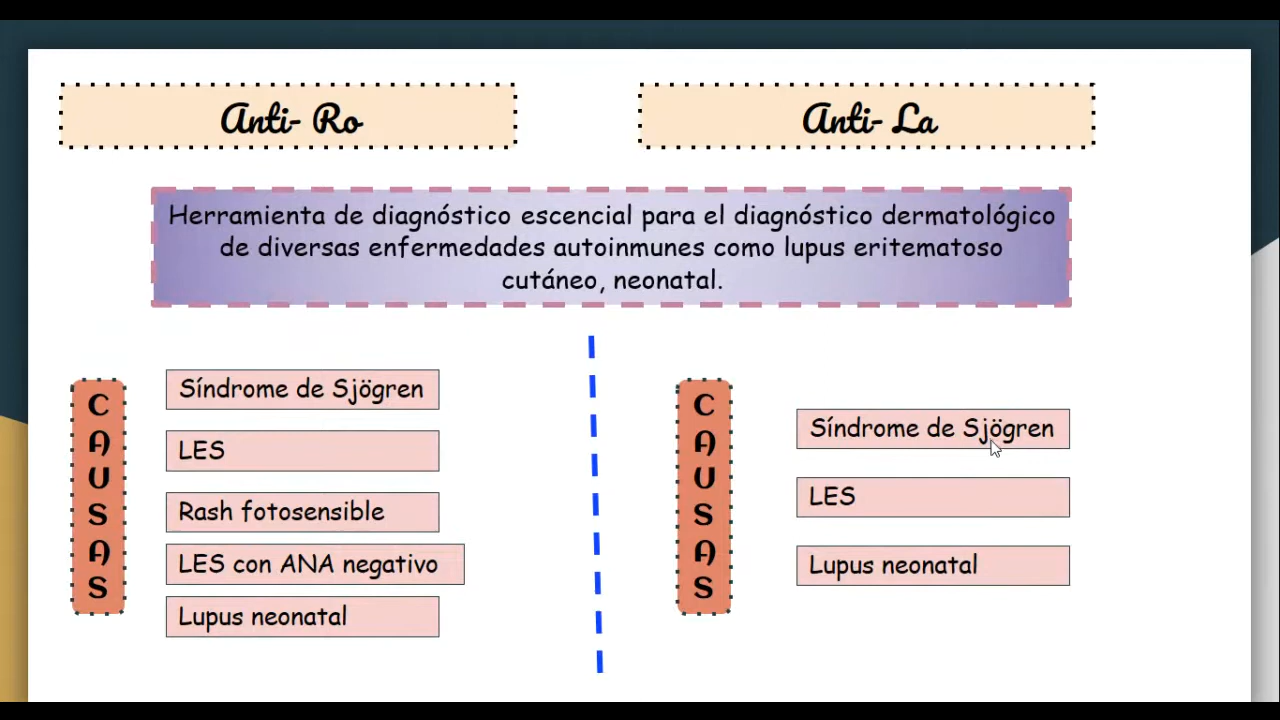 Anti- Ro
Anti- La
Herramienta de diagnóstico escencial para el diagnóstico dermatológico
de diversas enfermedades autoinmunes como lupus eritematoso
cutáneo, neonatal.
CAUSAS
Síndrome de Sjögren
LES
Rash fotosensible
LES con ANA negativo
Lupus neonatal
CAUSAS
Síndrome de Sjögren
LES
Lupus neonatal